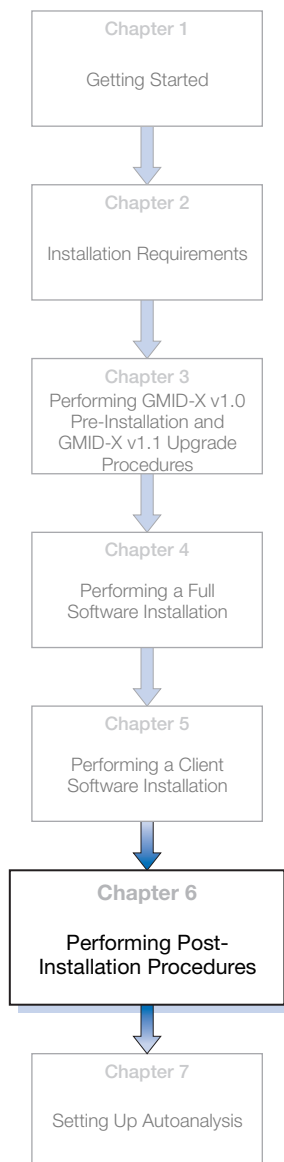 Chapter 1
Getting Started
Chapter 2
Installation Requirements
Chapter 3
Performing GMID-X v1.0
Pre-Installation and
GMID-X v1.1 Upgrade
Procedures
Chapter 4
Performing a Full
Software Installation
Chapter 5
Performing a Client
Software Installation
Chapter 6
Performing Post-
Installation Procedures
Chapter 7
Setting Up Autoanalysis